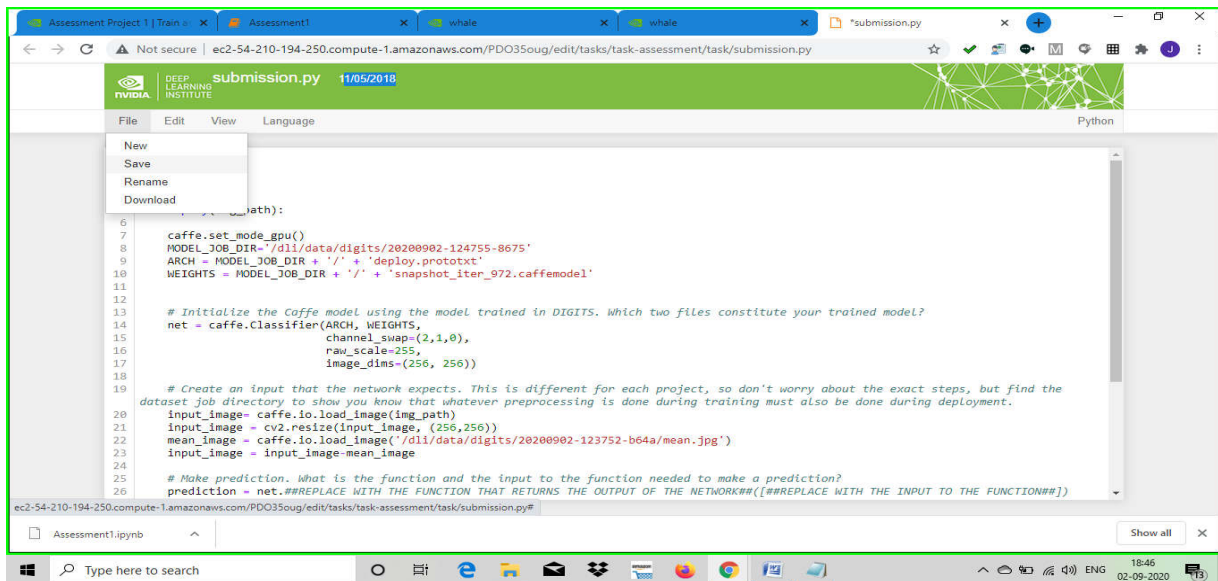 Assessment Project 1 | Train a
Assessment1
whale
whale
*submission.py
Not secure | ec2-54-210-194-250.compute-1.amazonaws.com/PDO35oug/edit/tasks/task-assessment/task/submission.py
J
NVIDIA. DEEP LEARNING INSTITUTE
submission.py 11/05/2018
File Edit View Language Python
New
Save
Rename
Download
ath):
6
7 caffe.set_mode_gpu()
8 MODEL_JOB_DIR='/dli/data/digits/20200902-124755-8675'
9 ARCH = MODEL_JOB_DIR + '/' + 'deploy.prototxt'
10 WEIGHTS = MODEL_JOB_DIR + '/' + 'snapshot_iter_972.caffemodel'
11
12
13 # Initialize the Caffe model using the model trained in DIGITS. Which two files constitute your trained model?
14 net = caffe.Classifier(ARCH, WEIGHTS,
15 channel_swap=(2,1,0),
16 raw_scale=255,
17 image_dims=(256, 256))
18
19 # Create an input that the network expects. This is different for each project, so don't worry about the exact steps, but find the
dataset job directory to show you know that whatever preprocessing is done during training must also be done during deployment.
20 input_image= caffe.io.load_image(img_path)
21 input_image = cv2.resize(input_image, (256,256))
22 mean_image = caffe.io.load_image('/dli/data/digits/20200902-123752-b64a/mean.jpg')
23 input_image = input_image-mean_image
24
25 # Make prediction. What is the function and the input to the function needed to make a prediction?
26 prediction = net.##REPLACE WITH THE FUNCTION THAT RETURNS THE OUTPUT OF THE NETWORK##([##REPLACE WITH THE INPUT TO THE FUNCTION##])
ec2-54-210-194-250.compute-1.amazonaws.com/PDO35oug/edit/tasks/task-assessment/task/submission.py#
Assessment1.ipynb
Show all
Type here to search
ENG
18:46
02-09-2020
13